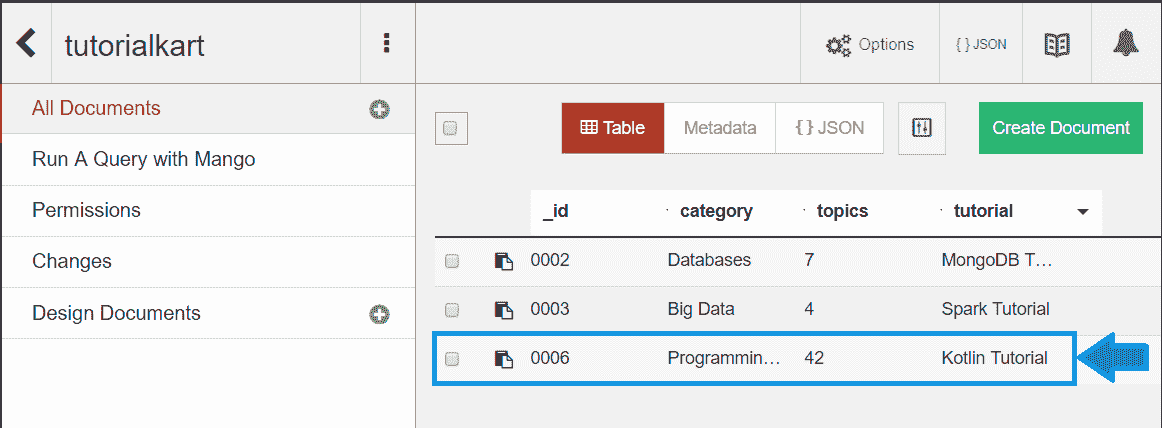 tutorialkart
Options
{ } JSON
All Documents
Run A Query with Mango
Permissions
Changes
Design Documents
Table
Metadata
{ } JSON
Create Document
_id category topics tutorial
0002 Databases 7 MongoDB T...
0003 Big Data 4 Spark Tutorial
0006 Programmin... 42 Kotlin Tutorial